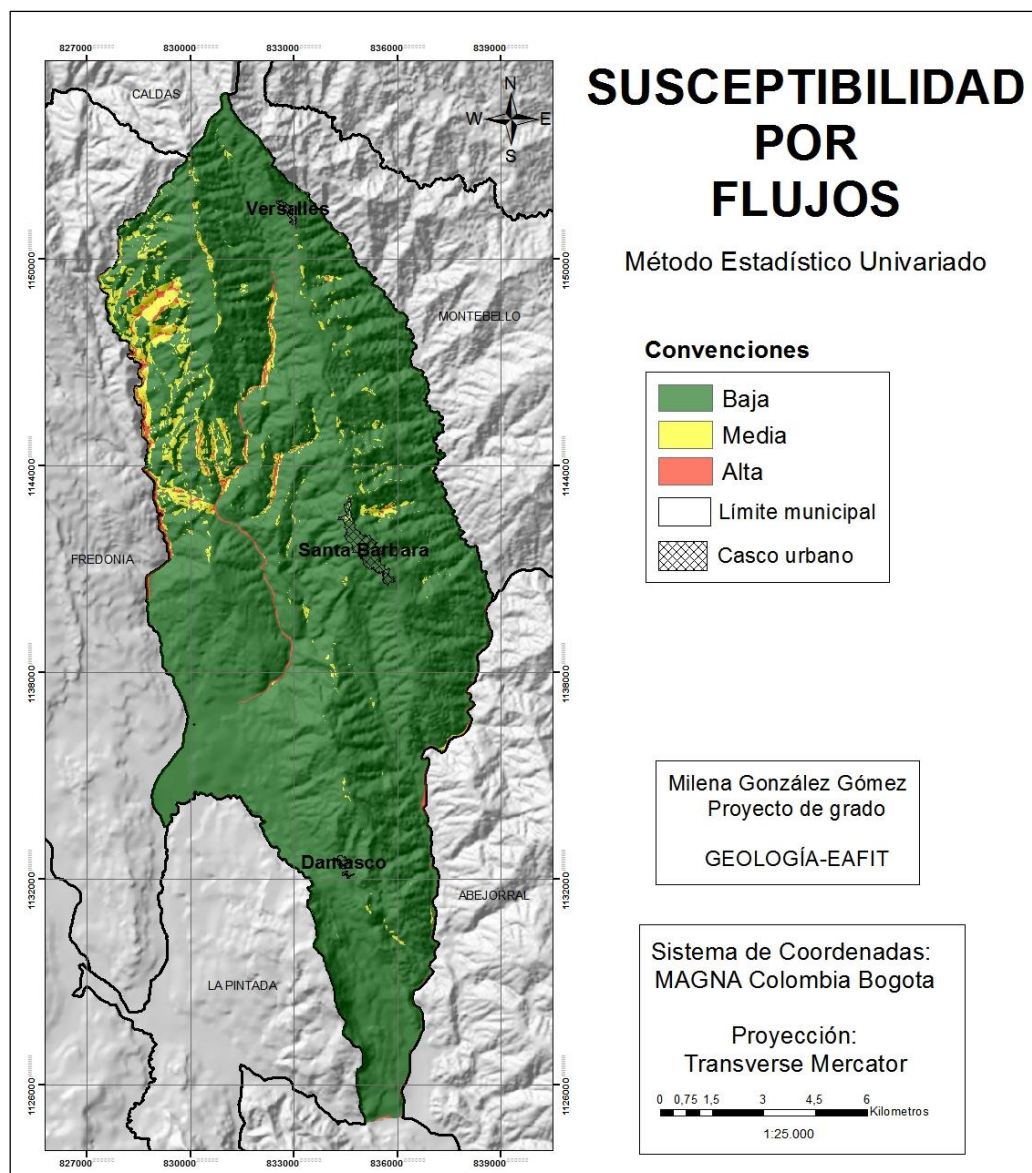 827000 830000 833000 836000 839000
CALDAS
N
W E
S
Versalles
1150000 1150000
MONTEBELLO
1144000 1144000
Santa Bárbara
FREDONIA
1138000 1138000
Damasco
1132000 1132000
ABEJORRAL
LA PINTADA
1126000 1126000
827000 830000 833000 836000 839000
SUSCEPTIBILIDAD
POR
FLUJOS
Método Estadístico Univariado
Convenciones
Baja
Media
Alta
Límite municipal
Casco urbano
Milena González Gómez
Proyecto de grado
GEOLOGÍA-EAFIT
Sistema de Coordenadas:
MAGNA Colombia Bogota
Proyección:
Transverse Mercator
0 0,75 1,5 3 4,5 6
Kilometros
1:25.000